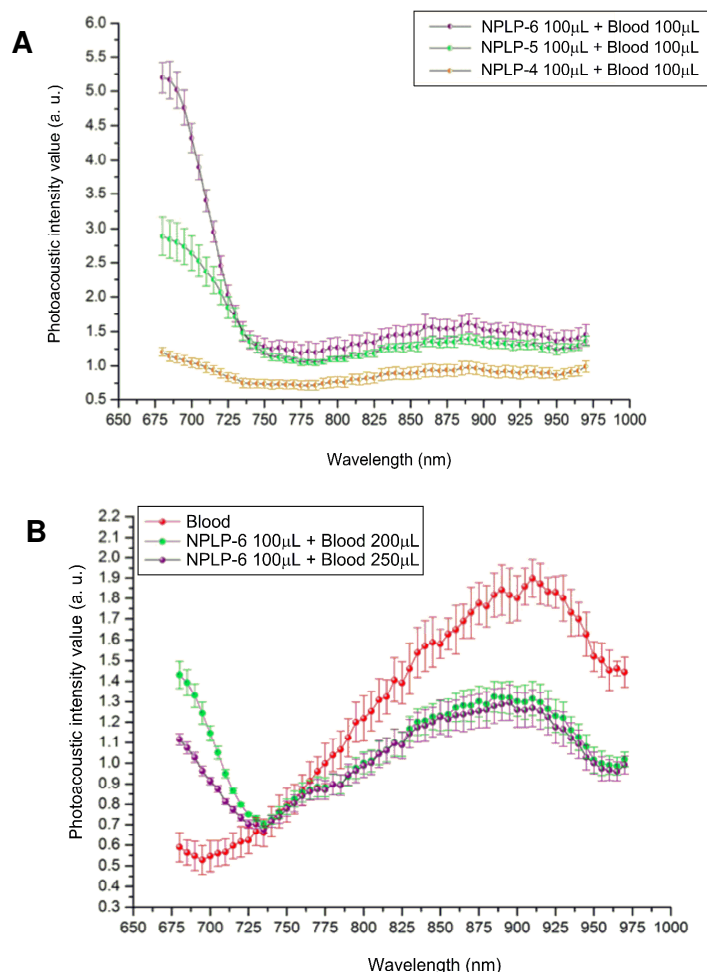 A
NPLP-6 100μL + Blood 100μL
NPLP-5 100μL + Blood 100μL
NPLP-4 100μL + Blood 100μL
Photoacoustic intensity value (a. u.)
6.0
5.5
5.0
4.5
4.0
3.5
3.0
2.5
2.0
1.5
1.0
0.5
650 675 700 725 750 775 800 825 850 875 900 925 950 975 1000
Wavelength (nm)
B
Blood
NPLP-6 100μL + Blood 200μL
NPLP-6 100μL + Blood 250μL
Photoacoustic intensity value (a. u.)
2.2
2.1
2.0
1.9
1.8
1.7
1.6
1.5
1.4
1.3
1.2
1.1
1.0
0.9
0.8
0.7
0.6
0.5
0.4
0.3
650 675 700 725 750 775 800 825 850 875 900 925 950 975 1000
Wavelength (nm)